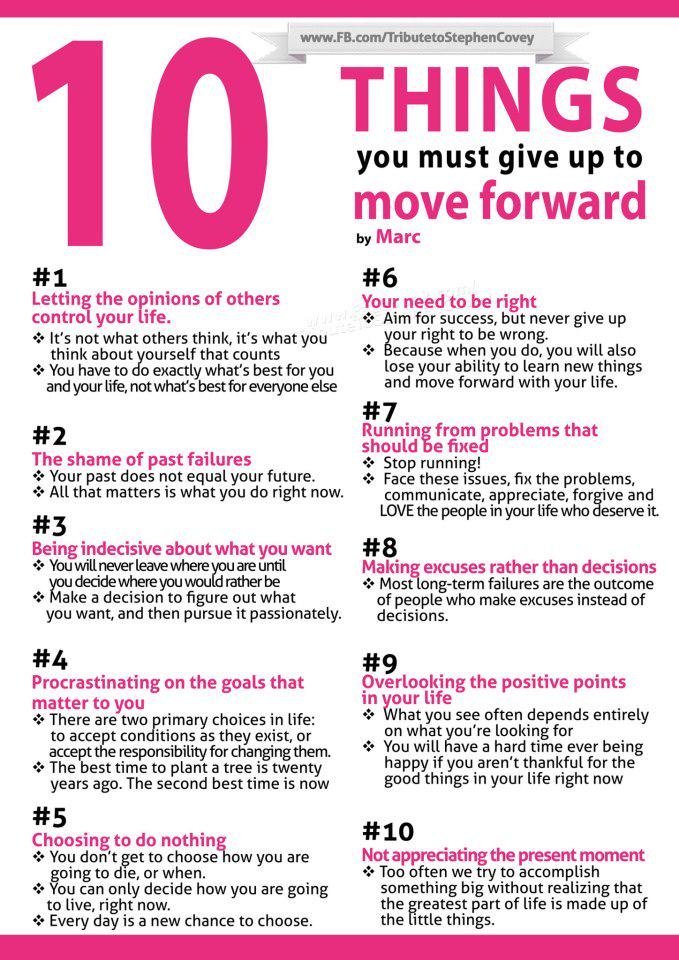 www.FB.com/TributetoStephenCovey
10
THINGS
you must give up to
move forward
by Marc
#1
Letting the opinions of others
control your life.
❖ It's not what others think, it's what you
think about yourself that counts
❖ You have to do exactly what's best for you
and your life, not what's best for everyone else
#2
The shame of past failures
❖ Your past does not equal your future.
❖ All that matters is what you do right now.
#3
Being indecisive about what you want
❖ You will never leave where you are until
you decide where you would rather be
❖ Make a decision to figure out what
you want, and then pursue it passionately.
#4
Procrastinating on the goals that
matter to you
❖ There are two primary choices in life:
to accept conditions as they exist, or
accept the responsibility for changing them.
❖ The best time to plant a tree is twenty
years ago. The second best time is now
#5
Choosing to do nothing
❖ You don't get to choose how you are
going to die, or when.
❖ You can only decide how you are going
to live, right now.
❖ Every day is a new chance to choose.
#6
Your need to be right
❖ Aim for success, but never give up
your right to be wrong.
❖ Because when you do, you will also
lose your ability to learn new things
and move forward with your life.
#7
Running from problems that
should be fixed
❖ Stop running!
❖ Face these issues, fix the problems,
communicate, appreciate, forgive and
LOVE the people in your life who deserve it.
#8
Making excuses rather than decisions
❖ Most long-term failures are the outcome
of people who make excuses instead of
decisions.
#9
Overlooking the positive points
in your life
❖ What you see often depends entirely
on what you're looking for
❖ You will have a hard time ever being
happy if you aren't thankful for the
good things in your life right now
#10
Not appreciating the present moment
❖ Too often we try to accomplish
something big without realizing that
the greatest part of life is made up of
the little things.